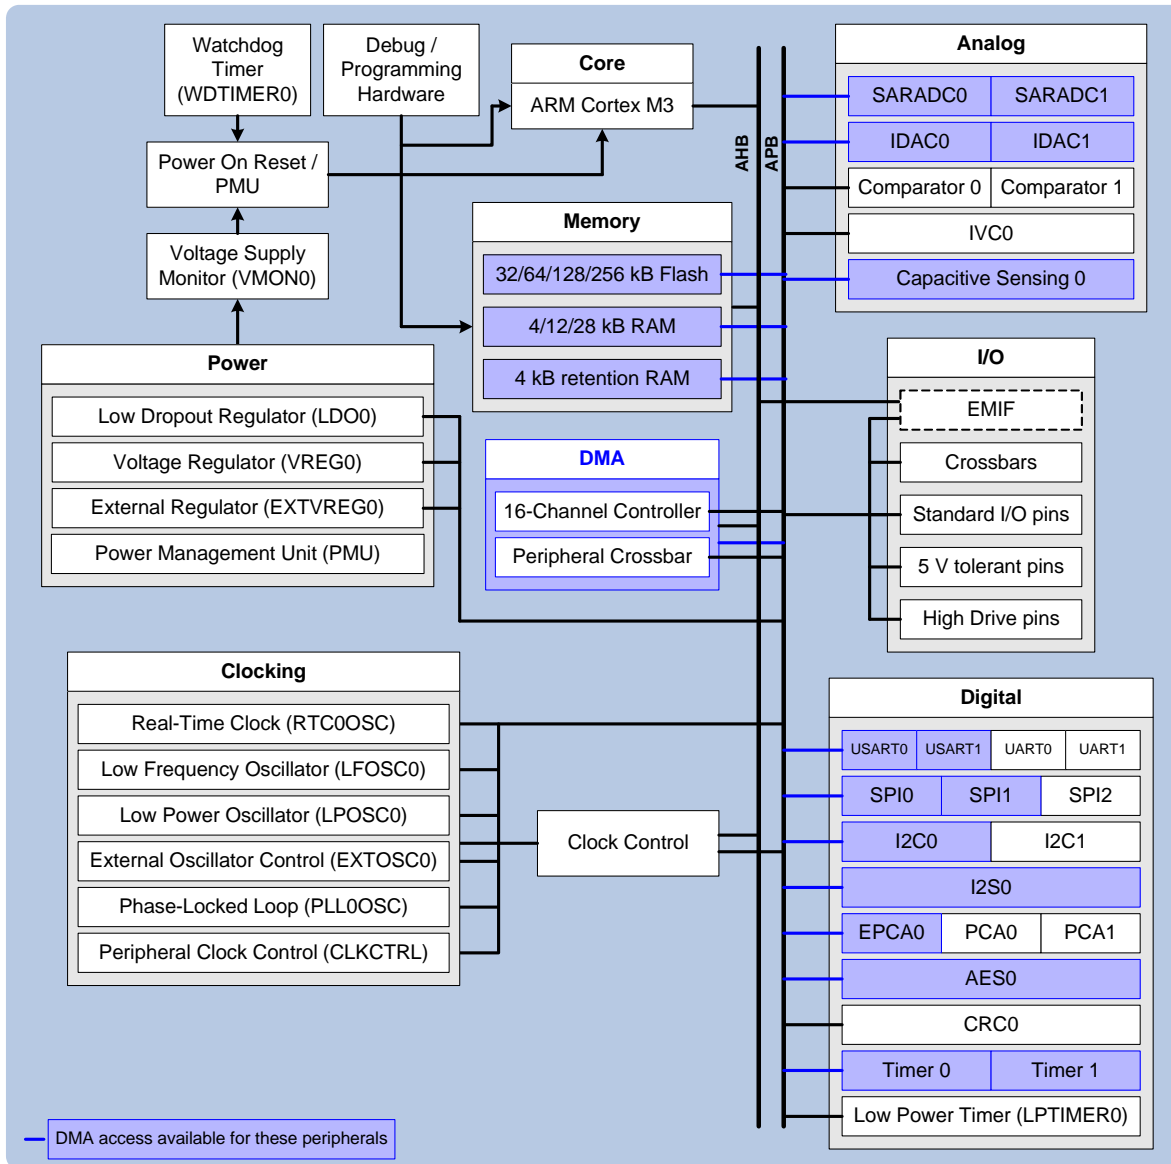 Watchdog
Timer
(WDTIMER0)
Debug /
Programming
Hardware
Core
ARM Cortex M3
Power On Reset /
PMU
Voltage Supply
Monitor (VMON0)
AHB
APB
Analog
SARADC0 SARADC1
IDAC0 IDAC1
Comparator 0 Comparator 1
IVC0
Capacitive Sensing 0
Memory
32/64/128/256 kB Flash
4/12/28 kB RAM
4 kB retention RAM
Power
Low Dropout Regulator (LDO0)
Voltage Regulator (VREG0)
External Regulator (EXTVREG0)
Power Management Unit (PMU)
DMA
16-Channel Controller
Peripheral Crossbar
I/O
EMIF
Crossbars
Standard I/O pins
5 V tolerant pins
High Drive pins
Clocking
Real-Time Clock (RTC0OSC)
Low Frequency Oscillator (LFOSC0)
Low Power Oscillator (LPOSC0)
External Oscillator Control (EXTOSC0)
Phase-Locked Loop (PLL0OSC)
Peripheral Clock Control (CLKCTRL)
Clock Control
Digital
USART0 USART1 UART0 UART1
SPI0 SPI1 SPI2
I2C0 I2C1
I2S0
EPCA0 PCA0 PCA1
AES0
CRC0
Timer 0 Timer 1
Low Power Timer (LPTIMER0)
DMA access available for these peripherals